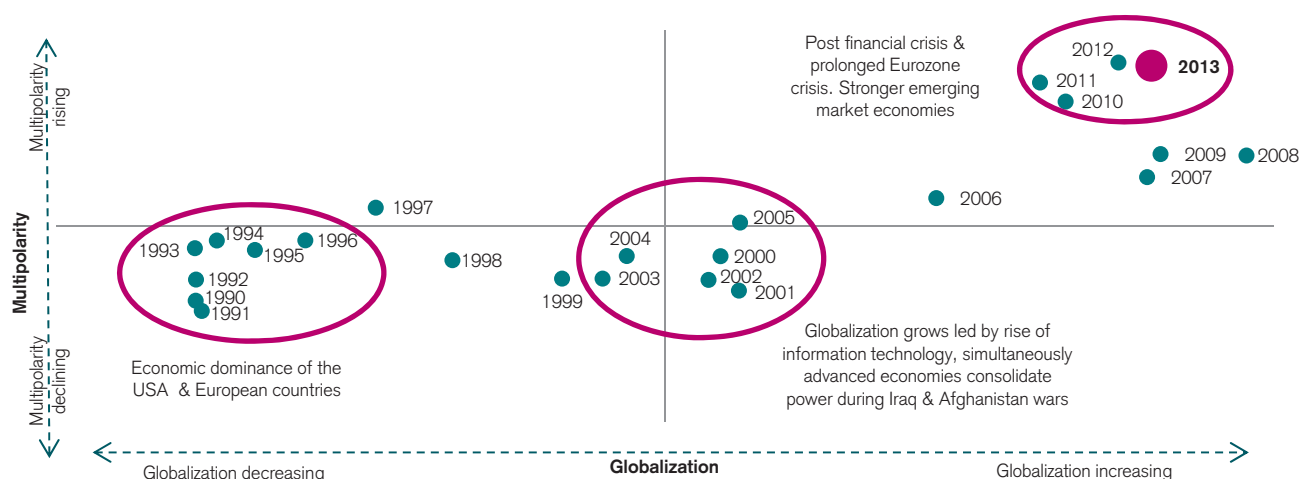 Post financial crisis &
prolonged Eurozone
crisis. Stronger emerging
market economies
2012
2013
2011
2010
2009
2008
2007
2006
1997
2005
1994
1996
1993
1995
2004
2000
1998
1992
2003
2002
1990
1999
2001
1991
Multipolarity
rising
Multipolarity
Multipolarity
declining
Economic dominance of the
USA & European countries
Globalization grows led by rise of
information technology, simultaneously
advanced economies consolidate
power during Iraq & Afghanistan wars
Globalization decreasing
Globalization
Globalization increasing